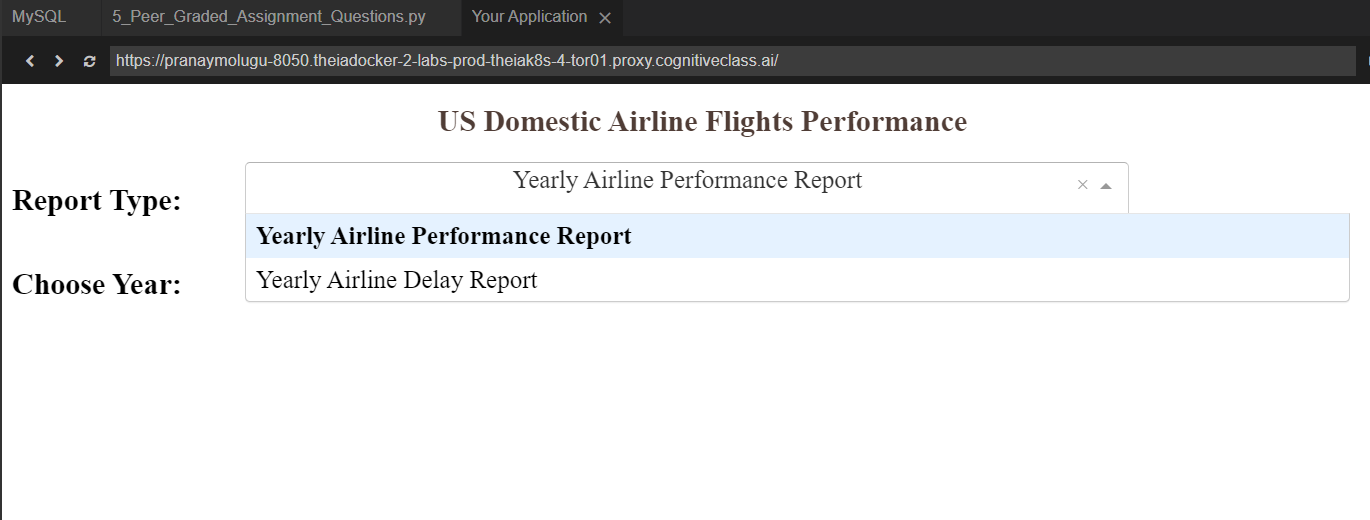 MySQL 5_Peer_Graded_Assignment_Questions.py Your Application
https://pranaymolugu-8050.theiadocker-2-labs-prod-theiak8s-4-tor01.proxy.cognitiveclass.ai/
US Domestic Airline Flights Performance
Report Type:
Yearly Airline Performance Report
Yearly Airline Performance Report
Yearly Airline Delay Report
Choose Year: